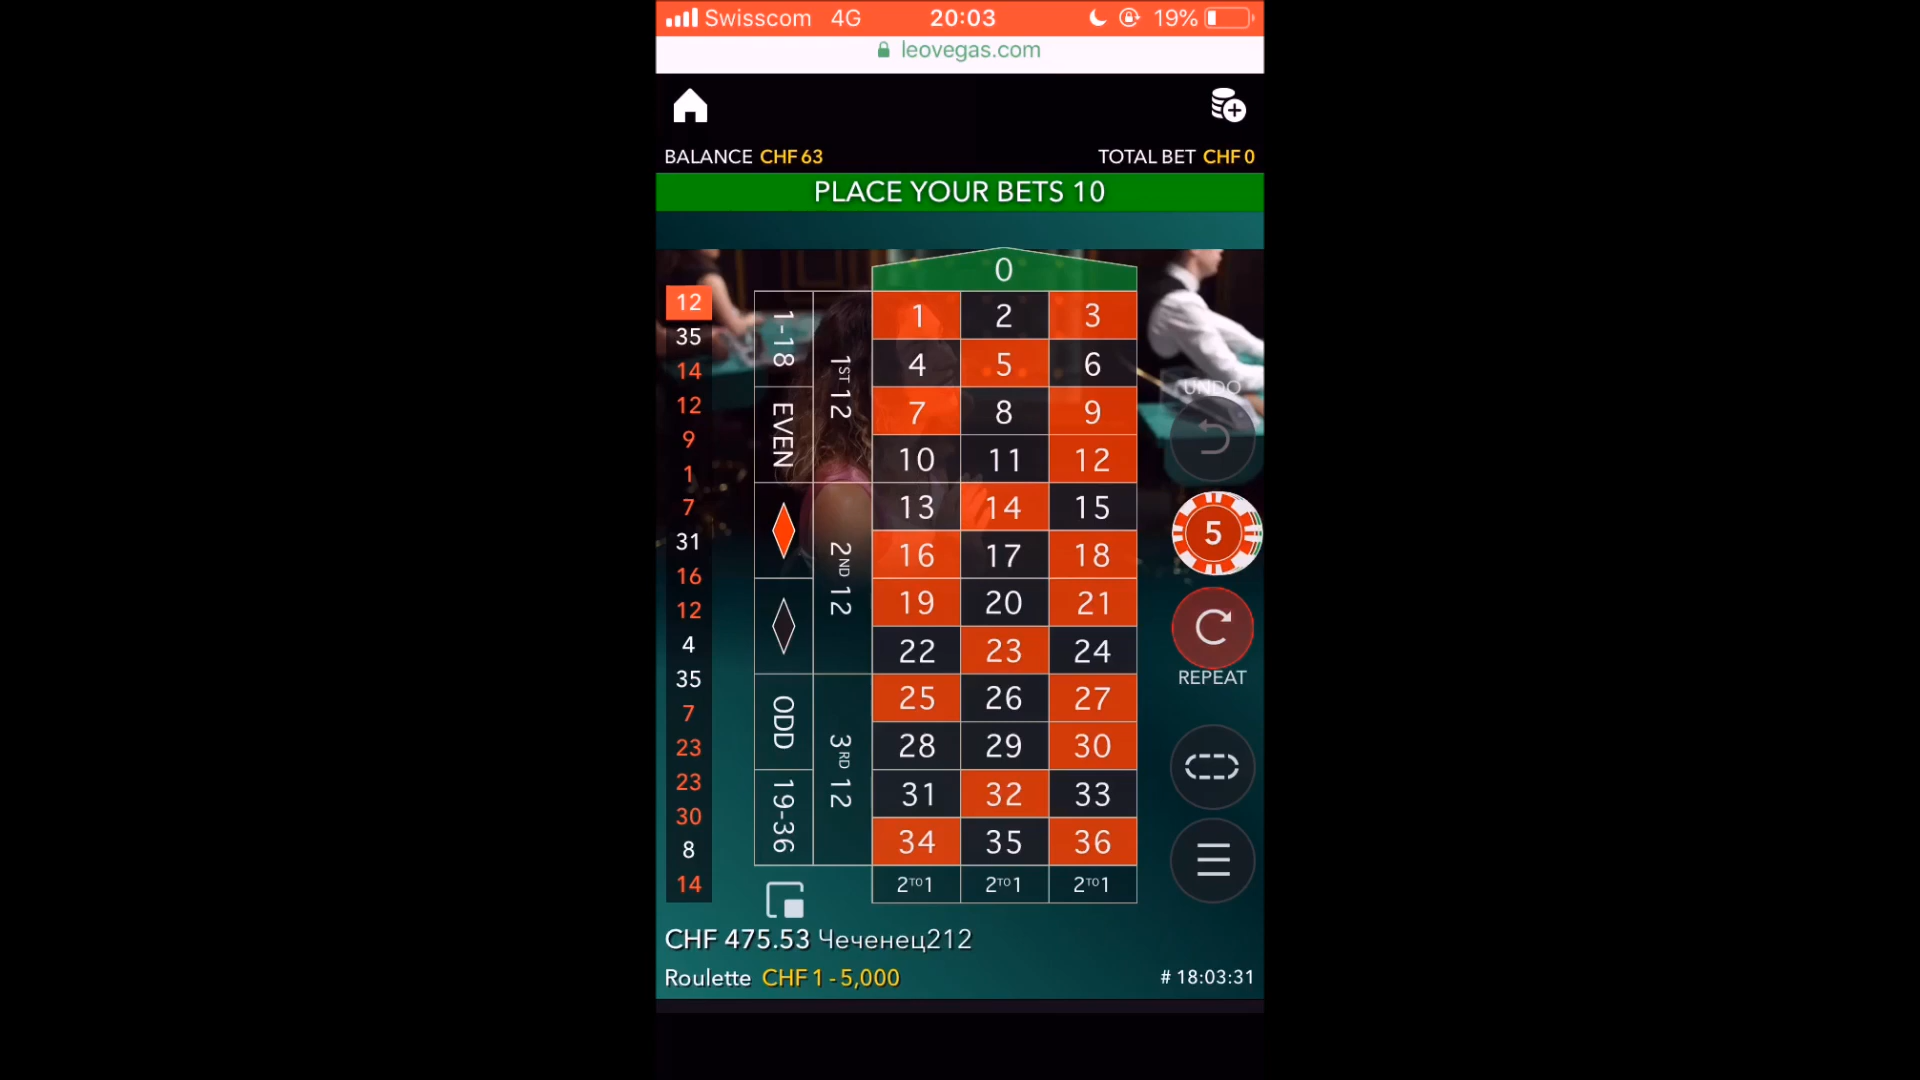 Swisscom 4G 20:03 19%
leovegas.com
BALANCE CHF 63 TOTAL BET CHF 0
PLACE YOUR BETS 10
12
35
14
12
9
1
7
31
16
12
4
35
7
23
23
30
8
14
1-18
EVEN
ODD
19-36
1ST 12
2ND 12
3RD 12
0
1 2 3
4 5 6
7 8 9
10 11 12
13 14 15
16 17 18
19 20 21
22 23 24
25 26 27
28 29 30
31 32 33
34 35 36
2TO1 2TO1 2TO1
UNDO
5
REPEAT
CHF 475.53 Чеченец212
Roulette CHF 1 - 5,000 # 18:03:31